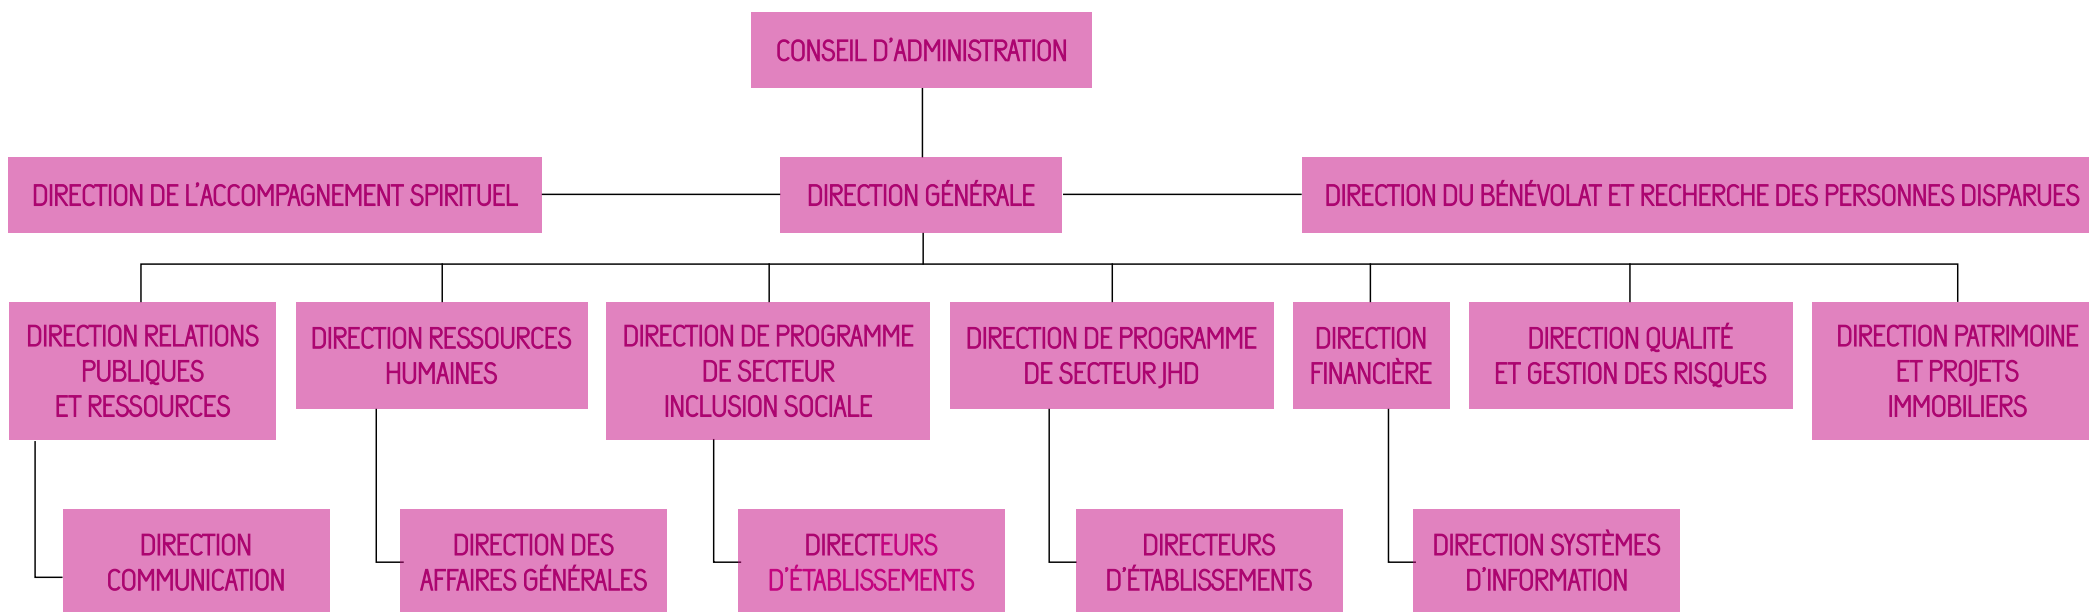 CONSEIL D'ADMINISTRATION
DIRECTION DE L'ACCOMPAGNEMENT SPIRITUEL
DIRECTION GÉNÉRALE
DIRECTION DU BÉNÉVOLAT ET RECHERCHE DES PERSONNES DISPARUES
DIRECTION RELATIONS
PUBLIQUES
ET RESSOURCES
DIRECTION RESSOURCES
HUMAINES
DIRECTION DE PROGRAMME
DE SECTEUR
INCLUSION SOCIALE
DIRECTION DE PROGRAMME
DE SECTEUR JHD
DIRECTION
FINANCIÈRE
DIRECTION QUALITÉ
ET GESTION DES RISQUES
DIRECTION PATRIMOINE
ET PROJETS
IMMOBILIERS
DIRECTION
COMMUNICATION
DIRECTION DES
AFFAIRES GÉNÉRALES
DIRECTEURS
D'ÉTABLISSEMENTS
DIRECTEURS
D'ÉTABLISSEMENTS
DIRECTION SYSTÈMES
D'INFORMATION